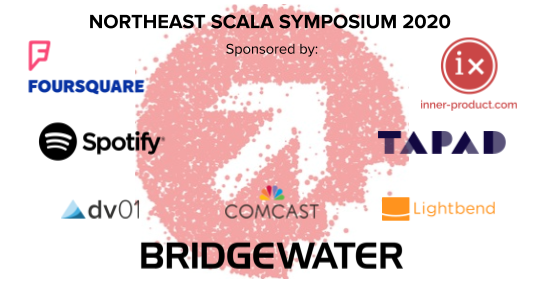 NORTHEAST SCALA SYMPOSIUM 2020
Sponsored by:
FOURSQUARE
ix
inner-product.com
Spotify
TAPAD
dv01
COMCAST
Lightbend
BRIDGEWATER